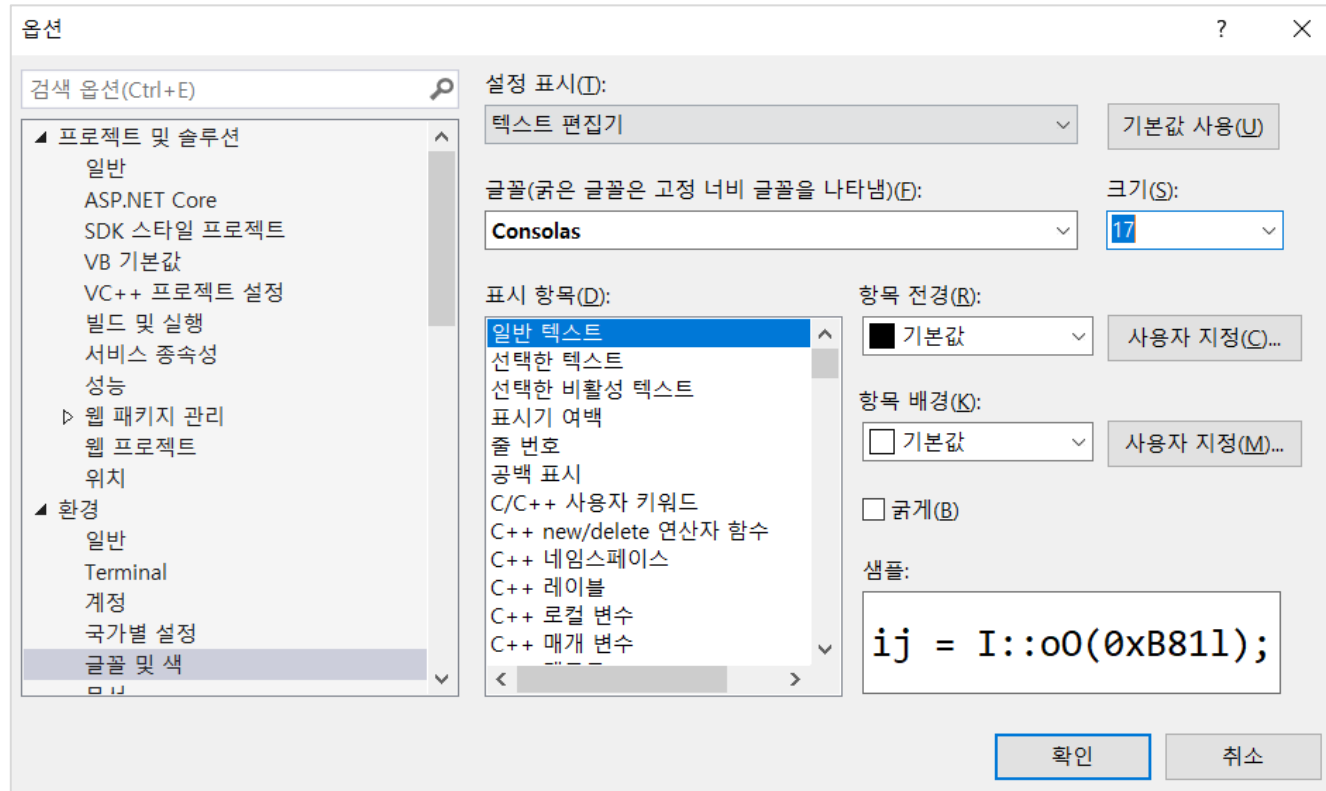 옵션
?
검색 옵션(Ctrl+E)
프로젝트 및 솔루션
일반
ASP.NET Core
SDK 스타일 프로젝트
VB 기본값
VC++ 프로젝트 설정
빌드 및 실행
서비스 종속성
성능
웹 패키지 관리
웹 프로젝트
위치
환경
일반
Terminal
계정
국가별 설정
글꼴 및 색
설정 표시(T):
텍스트 편집기
기본값 사용(U)
글꼴(굵은 글꼴은 고정 너비 글꼴을 나타냄)(F):
크기(S):
Consolas
17
표시 항목(D):
일반 텍스트
선택한 텍스트
선택한 비활성 텍스트
표시기 여백
줄 번호
공백 표시
C/C++ 사용자 키워드
C++ new/delete 연산자 함수
C++ 네임스페이스
C++ 레이블
C++ 로컬 변수
C++ 매개 변수
항목 전경(R):
기본값
사용자 지정(C)...
항목 배경(K):
기본값
사용자 지정(M)...
굵게(B)
샘플:
ij = I::oO(0xB81l);
확인
취소